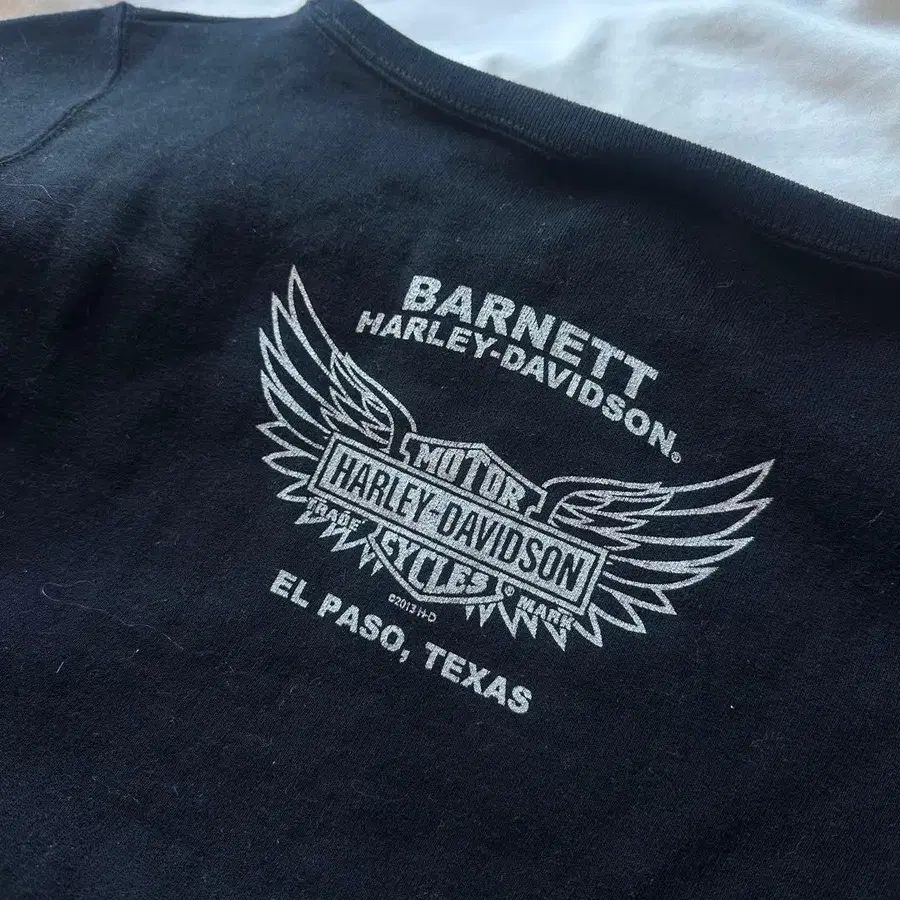 BARNETT
HARLEY-DAVIDSON®
MOTOR
HARLEY-DAVIDSON
TRADE CYCLES ® MARK
©2013 H-D
EL PASO, TEXAS